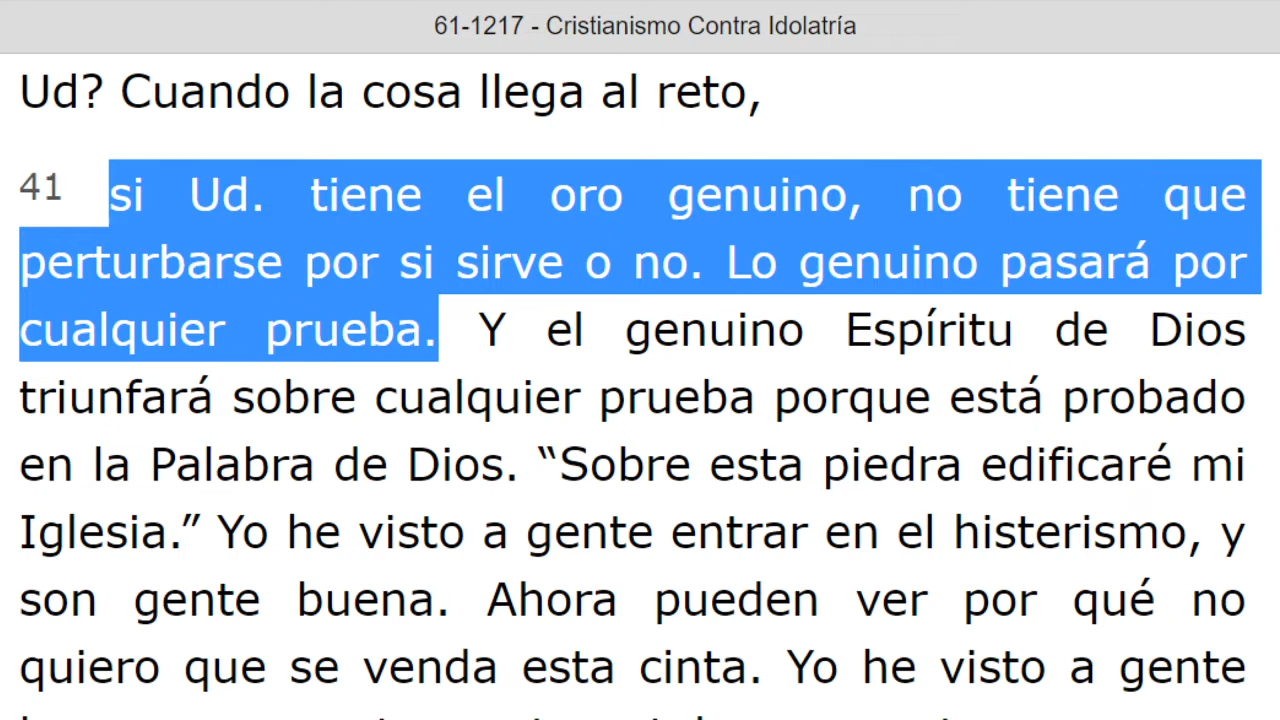 61-1217 - Cristianismo Contra Idolatría
Ud? Cuando la cosa llega al reto,
41 si Ud. tiene el oro genuino, no tiene que
perturbarse por si sirve o no. Lo genuino pasará por
cualquier prueba. Y el genuino Espíritu de Dios
triunfará sobre cualquier prueba porque está probado
en la Palabra de Dios. “Sobre esta piedra edificaré mi
Iglesia.” Yo he visto a gente entrar en el histerismo, y
son gente buena. Ahora pueden ver por qué no
quiero que se venda esta cinta. Yo he visto a gente